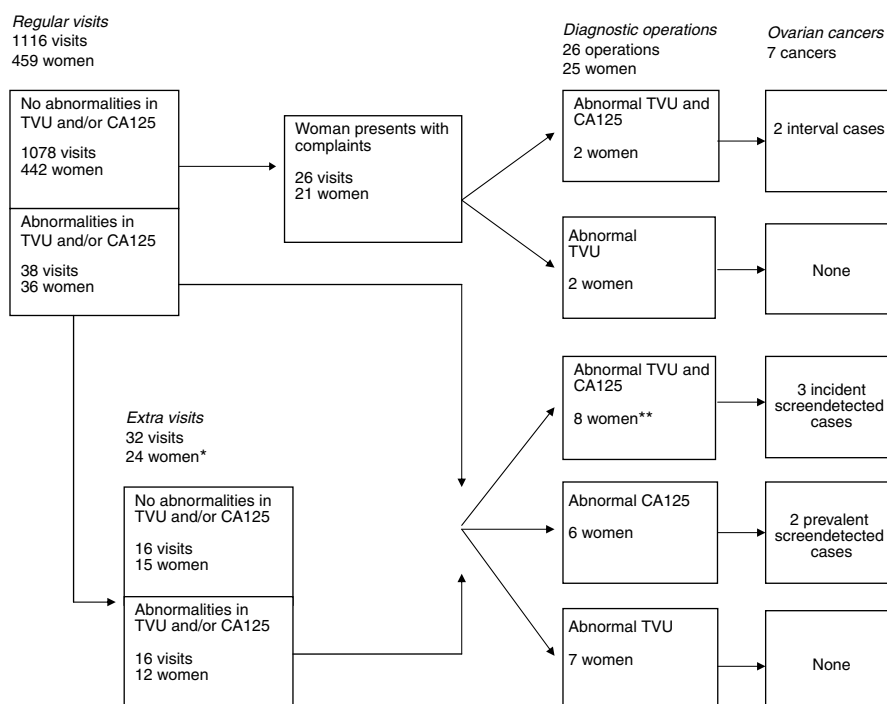 Regular visits
1116 visits
459 women
No abnormalities in
TVU and/or CA125
1078 visits
442 women
Abnormalities in
TVU and/or CA125
38 visits
36 women
Woman presents with
complaints
26 visits
21 women
Extra visits
32 visits
24 women*
No abnormalities in
TVU and/or CA125
16 visits
15 women
Abnormalities in
TVU and/or CA125
16 visits
12 women
Diagnostic operations
26 operations
25 women
Abnormal TVU and
CA125
2 women
Abnormal
TVU
2 women
Abnormal TVU and
CA125
8 women**
Abnormal CA125
6 women
Abnormal TVU
7 women
Ovarian cancers
7 cancers
2 interval cases
None
3 incident
screendetected
cases
2 prevalent
screendetected
cases
None